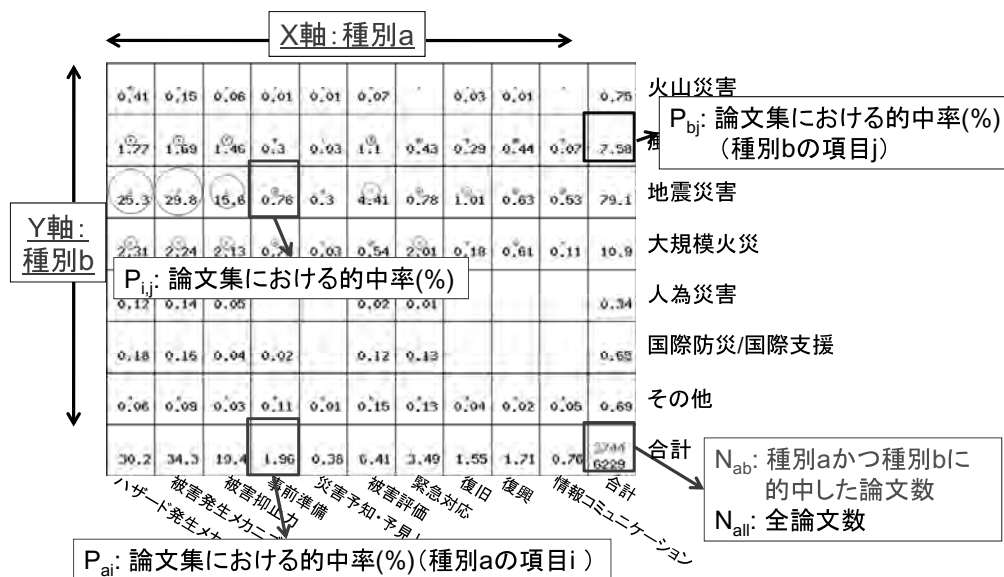 X軸：種別a
0.41 0.15 0.06 0.01 0.01 0.07 0.03 0.01 0.75 火山災害
1.77 1.69 1.46 0.3 0.03 1.1 0.43 0.29 0.44 0.07 7.58
Pbj: 論文集における的中率(%)
（種別bの項目j）
25.3 29.8 15.6 0.76 0.3 4.41 0.78 1.01 0.63 0.53 79.1 地震災害
Y軸：
種別b
2.31 2.24 2.13 0.03 0.54 2.01 0.18 0.61 0.11 10.9 大規模火災
Pi,j: 論文集における的中率(%)
0.12 0.14 0.05 0.02 0.01 0.34 人為災害
0.18 0.16 0.04 0.02 0.12 0.13 0.65 国際防災/国際支援
0.06 0.09 0.03 0.11 0.01 0.15 0.13 0.04 0.02 0.05 0.69 その他
30.2 34.3 19.4 1.96 0.38 6.41 3.49 1.55 1.71 0.76 6229 合計
Nab: 種別aかつ種別bに
的中した論文数
Nall: 全論文数
ハザード発生メカ
被害発生メカニズ
被害抑止力
事前準備
災害予知・予見
被害評価
緊急対応
復旧
復興
情報コミュニケーション
合計
Pai: 論文集における的中率(%)(種別aの項目i )